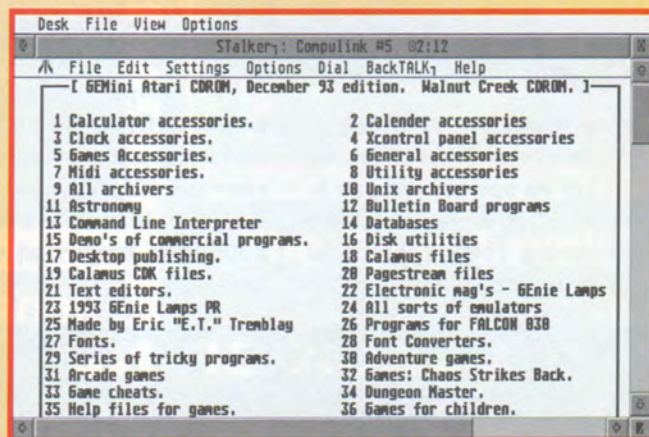 Desk File View Options
STalker┐: Compulink #5 @2:12
File Edit Settings Options Dial BackTALK┐ Help
[ GEMini Atari CDROM, December 93 edition. Walnut Creek CDROM. ]
1 Calculator accessories. 2 Calender accessories
3 Clock accessories. 4 Xcontrol panel accessories
5 Games Accessories. 6 General accessories
7 Midi accessories. 8 Utility accessories
9 All archivers 10 Unix archivers
11 Astronomy 12 Bulletin Board programs
13 Command Line Interpreter 14 Databases
15 Demo's of commercial programs. 16 Disk utilities
17 Desktop publishing. 18 Calamus files
19 Calamus CDK files. 20 Pagestream files
21 Text editors. 22 Electronic mag's - GEnie Lamps
23 1993 GEnie Lamps PR 24 All sorts of emulators
25 Made by Eric "E.T." Tremblay 26 Programs for FALCON 030
27 Fonts. 28 Font Converters.
29 Series of tricky programs. 30 Adventure games.
31 Arcade games 32 Games: Chaos Strikes Back.
33 Game cheats. 34 Dungeon Master.
35 Help files for games. 36 Games for children.